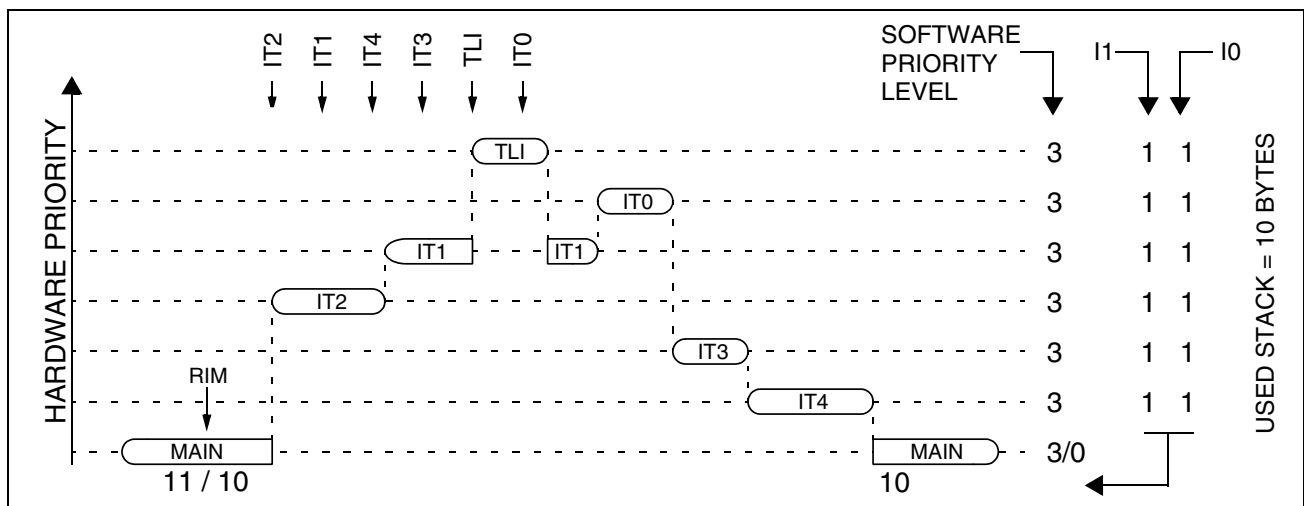 IT2
IT1
IT4
IT3
TLI
IT0
SOFTWARE
PRIORITY
LEVEL
I1
I0
HARDWARE PRIORITY
TLI
3
1 1
IT0
3
1 1
IT1
IT1
3
1 1
IT2
3
1 1
IT3
3
1 1
RIM
IT4
3
1 1
MAIN
MAIN
3/0
11 / 10
10
USED STACK = 10 BYTES